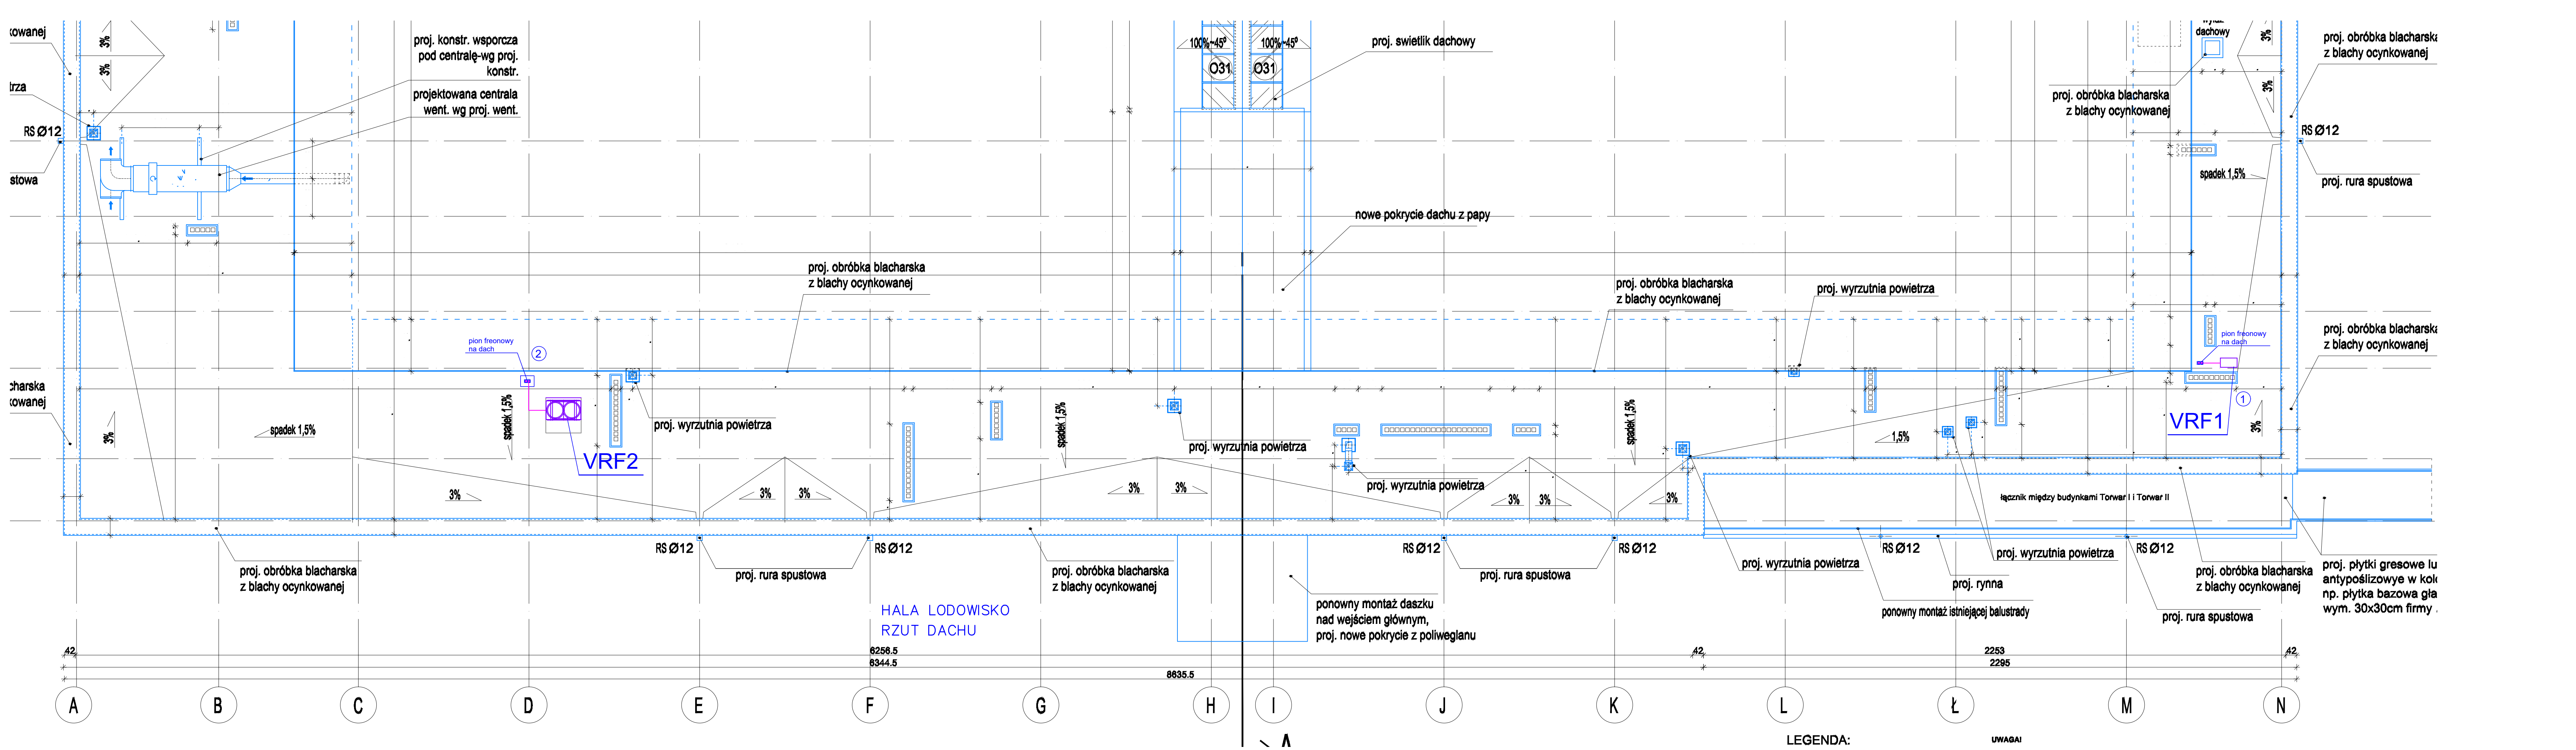 kowanej
3%
3%
trza
RS Ø12
stowa
proj. konstr. wsporcza
pod centralę-wg proj.
konstr.
projektowana centrala
went. wg proj. went.
100%~45°
100%~45°
O31
Ø31
proj. swietlik dachowy
nowe pokrycie dachu z papy
dachowy
3%
3%
proj. obróbka blacharska
z blachy ocynkowanej
proj. obróbka blacharska
z blachy ocynkowanej
RS Ø12
proj. rura spustowa
spadek 1,5%
proj. obróbka blacharska
z blachy ocynkowanej
proj. obróbka blacharska
z blachy ocynkowanej
proj. wyrzutnia powietrza
pion freonowy
na dach
2
pion freonowy
na dach
proj. obróbka blacharska
z blachy ocynkowanej
charska
kowanej
3%
spadek 1,5%
spadek 1,5%
VRF2
proj. wyrzutnia powietrza
spadek 1,5%
proj. wyrzutnia powietrza
proj. wyrzutnia powietrza
spadek 1,5%
1,5%
VRF1
1
3%
3%
3%
3%
3%
3%
3%
3%
3%
łącznik między budynkami Torwar I i Torwar II
RS Ø12
RS Ø12
RS Ø12
RS Ø12
RS Ø12
RS Ø12
proj. obróbka blacharska
z blachy ocynkowanej
proj. rura spustowa
proj. obróbka blacharska
z blachy ocynkowanej
proj. rura spustowa
proj. wyrzutnia powietrza
proj. wyrzutnia powietrza
proj. rynna
ponowny montaż istniejącej balustrady
proj. obróbka blacharska
z blachy ocynkowanej
proj. rura spustowa
proj. płytki gresowe lu
antypoślizowye w kolo
np. płytka bazowa gła
wym. 30x30cm firmy
HALA LODOWISKO
RZUT DACHU
ponowny montaż daszku
nad wejściem głównym,
proj. nowe pokrycie z poliweglanu
42
6256.5
42
2253
42
6344.5
2295
8635.5
A
B
C
D
E
F
G
H
I
J
K
L
Ł
M
N
A
LEGENDA:
UWAGA!